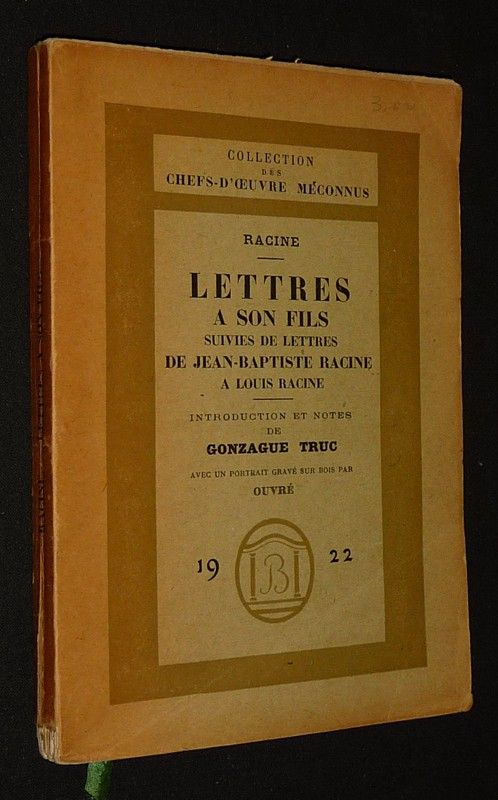 COLLECTION
DES
CHEFS-D'ŒUVRE MÉCONNUS
RACINE
LETTRES
A SON FILS
SUIVIES DE LETTRES
DE JEAN-BAPTISTE RACINE
A LOUIS RACINE
INTRODUCTION ET NOTES
DE
GONZAGUE TRUC
AVEC UN PORTRAIT GRAVÉ SUR BOIS PAR
OUVRÉ
19 B 22